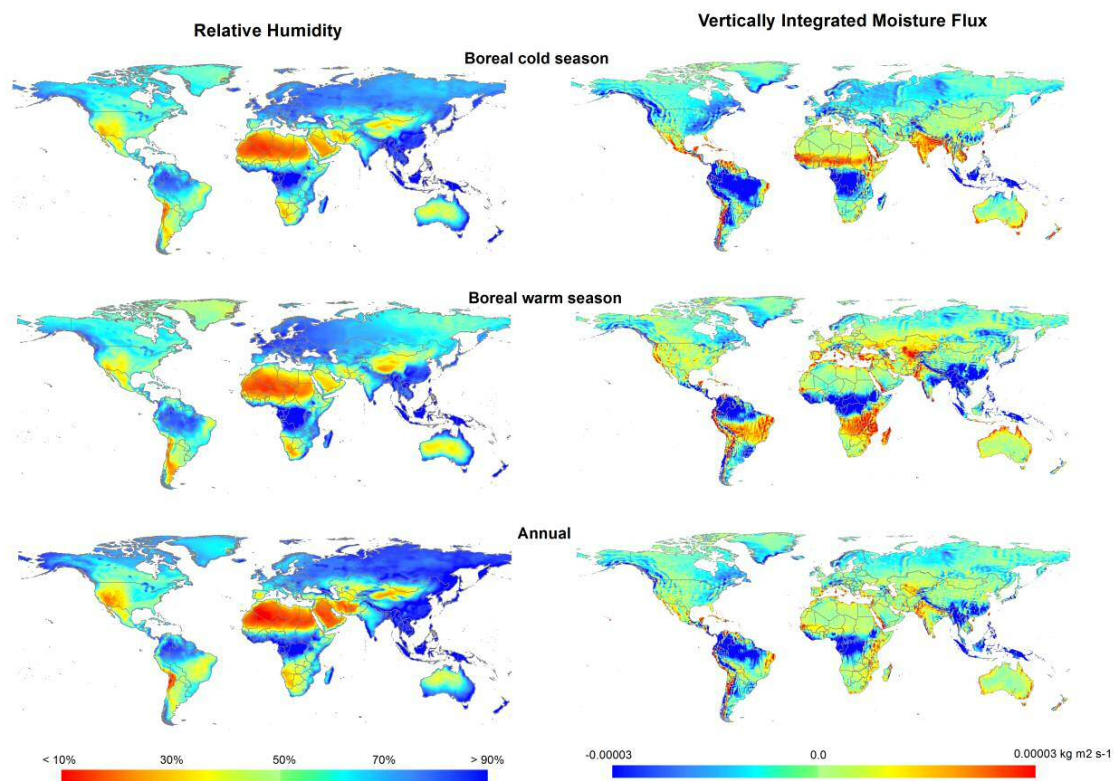 Relative Humidity
Vertically Integrated Moisture Flux
Boreal cold season
Boreal warm season
Annual
< 10% 30% 50% 70% > 90%
-0.00003 0.0 0.00003 kg m2 s-1